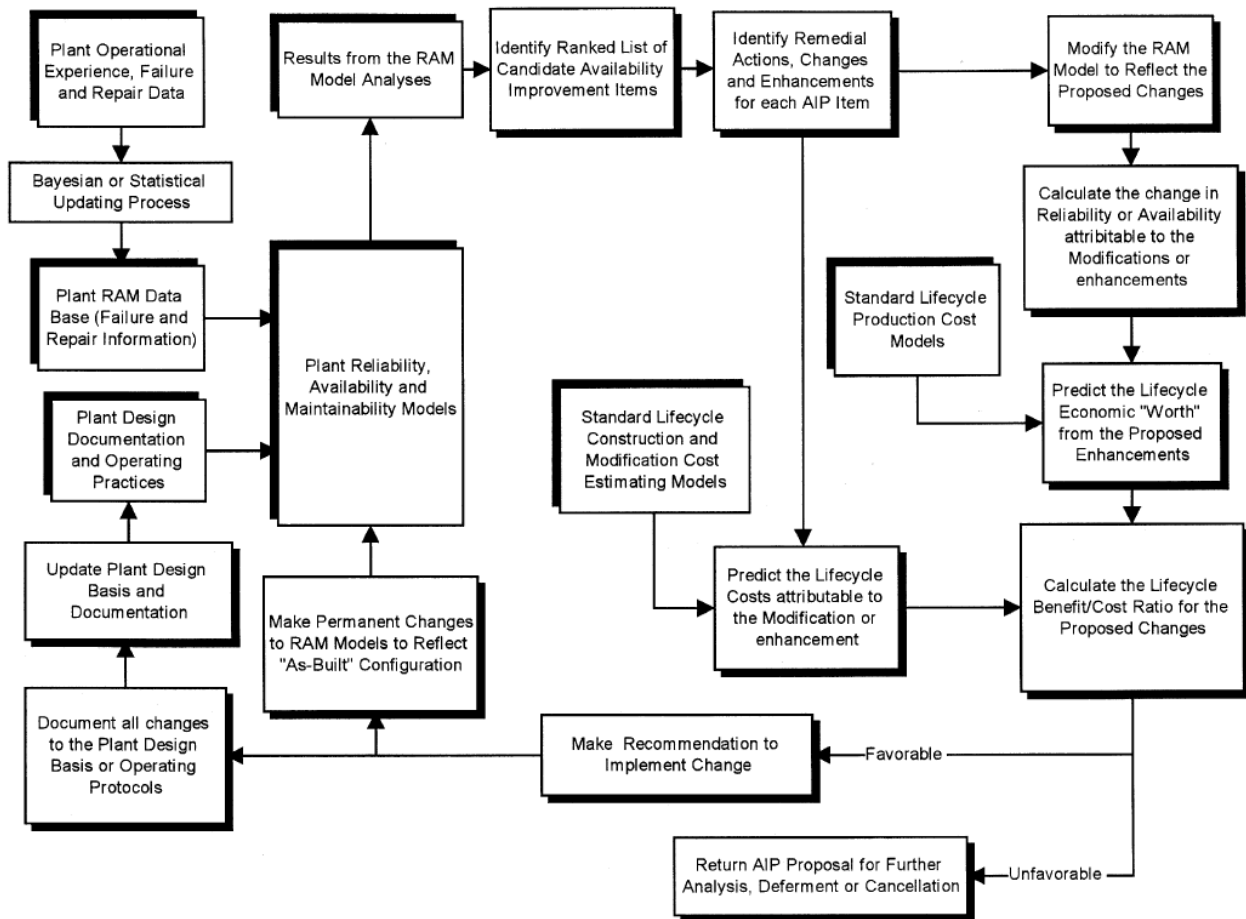 Plant Operational
Experience, Failure
and Repair Data
Results from the RAM
Model Analyses
Identify Ranked List of
Candidate Availability
Improvement Items
Identify Remedial
Actions, Changes
and Enhancements
for each AIP Item
Modify the RAM
Model to Reflect the
Proposed Changes
Bayesian or Statistical
Updating Process
Calculate the change in
Reliability or Availability
attribitable to the
Modifications or
enhancements
Plant RAM Data
Base (Failure and
Repair Information)
Standard Lifecycle
Production Cost
Models
Plant Reliability,
Availability and
Maintainability Models
Plant Design
Documentation
and Operating
Practices
Standard Lifecycle
Construction and
Modification Cost
Estimating Models
Predict the Lifecycle
Economic "Worth"
from the Proposed
Enhancements
Update Plant Design
Basis and
Documentation
Make Permanent Changes
to RAM Models to Reflect
"As-Built" Configuration
Predict the Lifecycle
Costs attributable to
the Modification or
enhancement
Calculate the Lifecycle
Benefit/Cost Ratio for the
Proposed Changes
Document all changes
to the Plant Design
Basis or Operating
Protocols
Make Recommendation to
Implement Change
Favorable
Return AIP Proposal for Further
Analysis, Deferment or Cancellation
Unfavorable